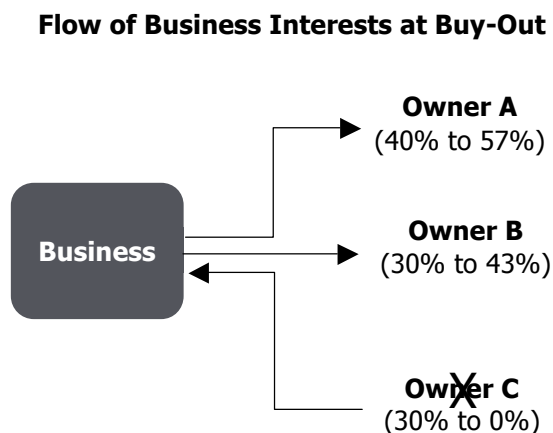 Flow of Business Interests at Buy-Out
Owner A
(40% to 57%)
Business
Owner B
(30% to 43%)
Owner C
X
(30% to 0%)